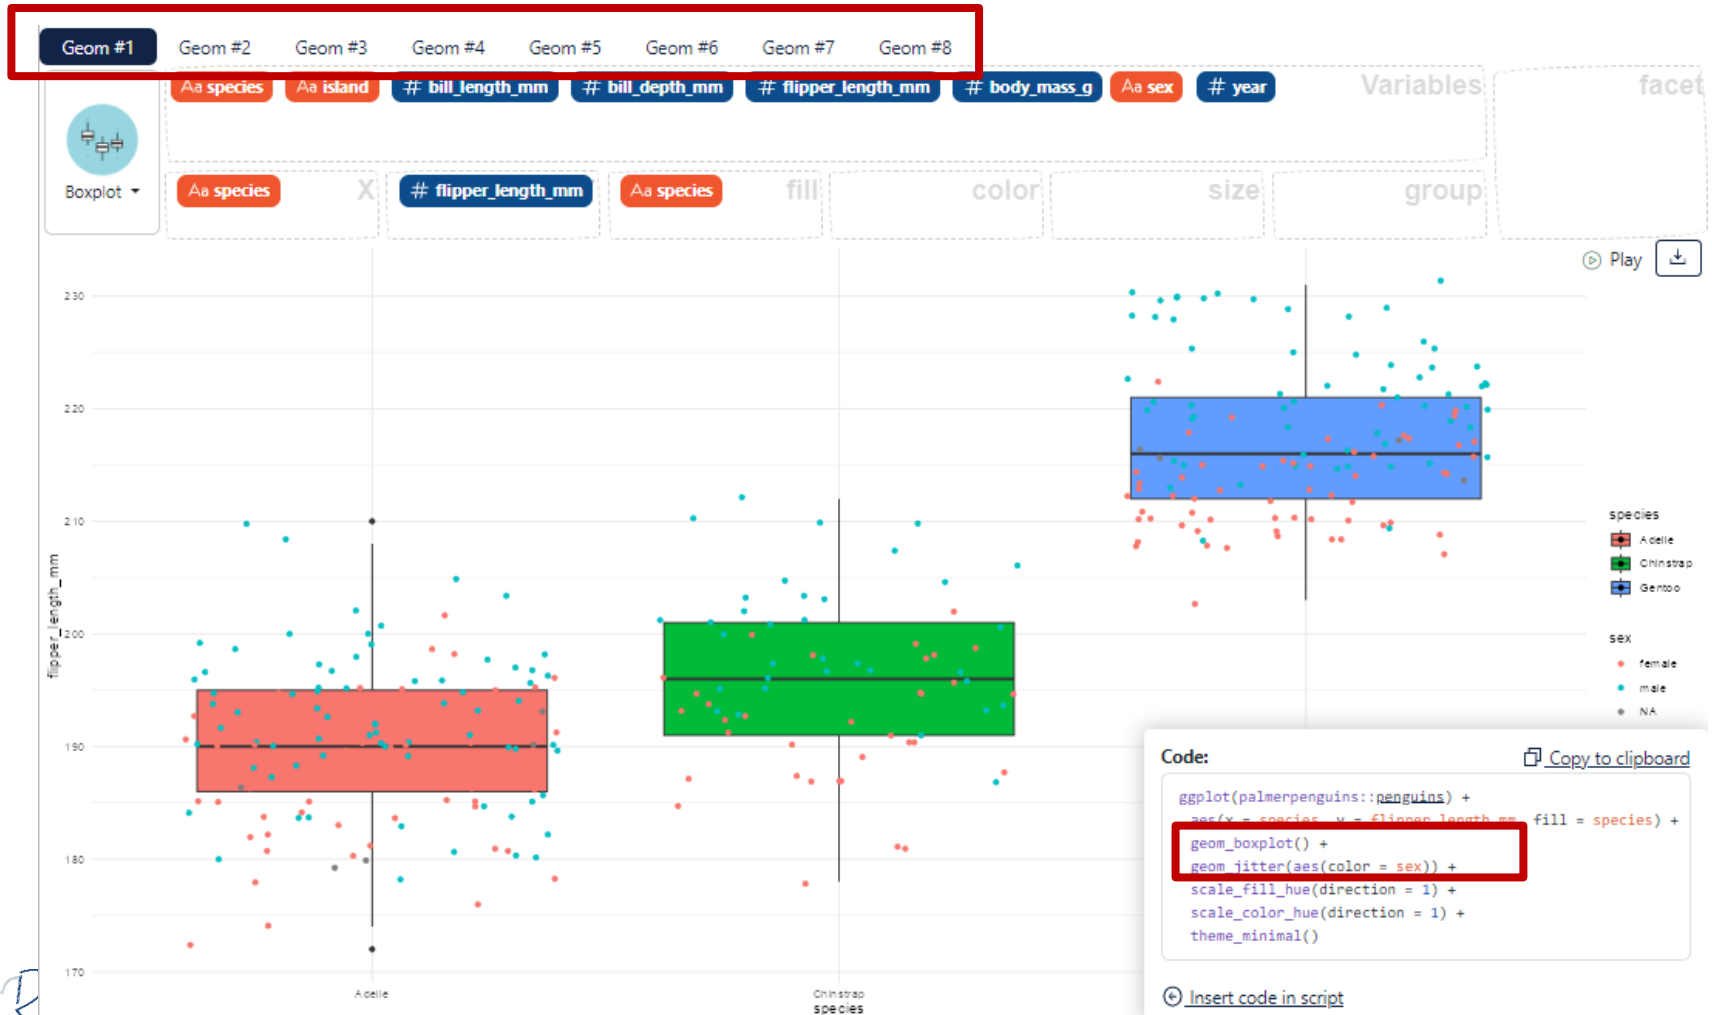 Geom #1 Geom #2 Geom #3 Geom #4 Geom #5 Geom #6 Geom #7 Geom #8
Aa species Aa island # bill_length_mm # bill_depth_mm # flipper_length_mm # body_mass_g Aa sex # year Variables facet
Boxplot Aa species X # flipper_length_mm Aa species fill color size group
Play
230
220
210
200
190
180
170
flipper_length_mm
Adelie Chinstrap
species
species
Adelie
Chinstrap
Gentoo
sex
female
male
NA
Code: Copy to clipboard
ggplot(palmerpenguins::penguins) +
aes(x = species, y = flipper_length_mm, fill = species) +
geom_boxplot() +
geom_jitter(aes(color = sex)) +
scale_fill_hue(direction = 1) +
scale_color_hue(direction = 1) +
theme_minimal()
Insert code in script